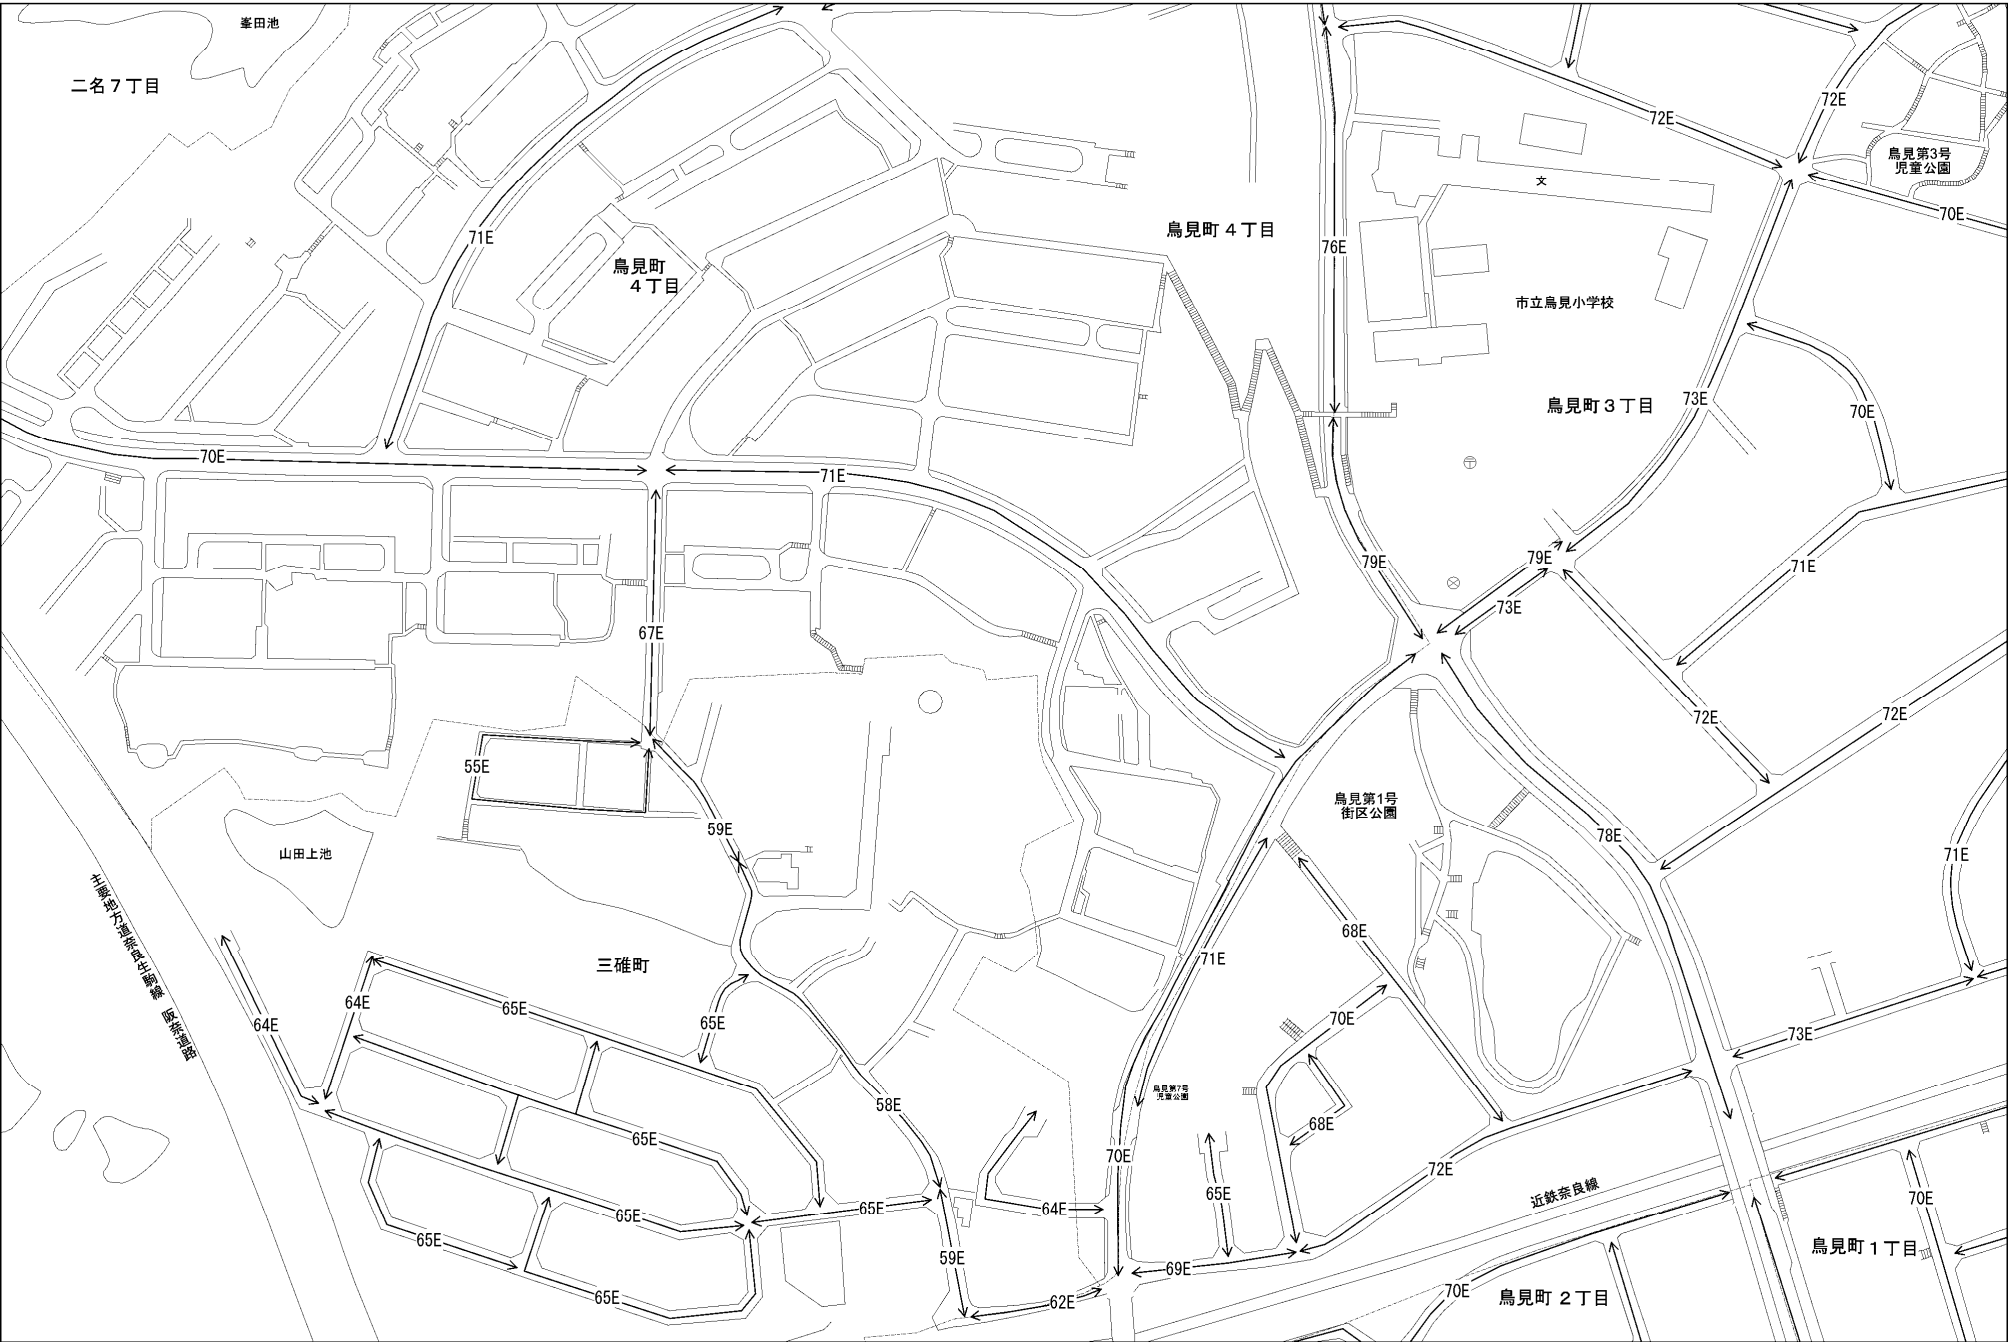 峯田池
二名７丁目
72E
72E
鳥見第3号
児童公園
文
70E
鳥見町４丁目
71E
76E
鳥見町
４丁目
市立鳥見小学校
73E
鳥見町３丁目
70E
70E
71E
79E
79E
71E
73E
67E
72E
72E
55E
鳥見第1号
街区公園
59E
78E
山田上池
71E
主要地方道奈良生駒線　阪奈道路
68E
71E
三碓町
64E
65E
64E
65E
70E
73E
鳥見第7号
児童公園
58E
68E
65E
70E
72E
65E
近鉄奈良線
70E
65E
65E
64E
65E
鳥見町１丁目
59E
69E
65E
62E
70E
鳥見町２丁目